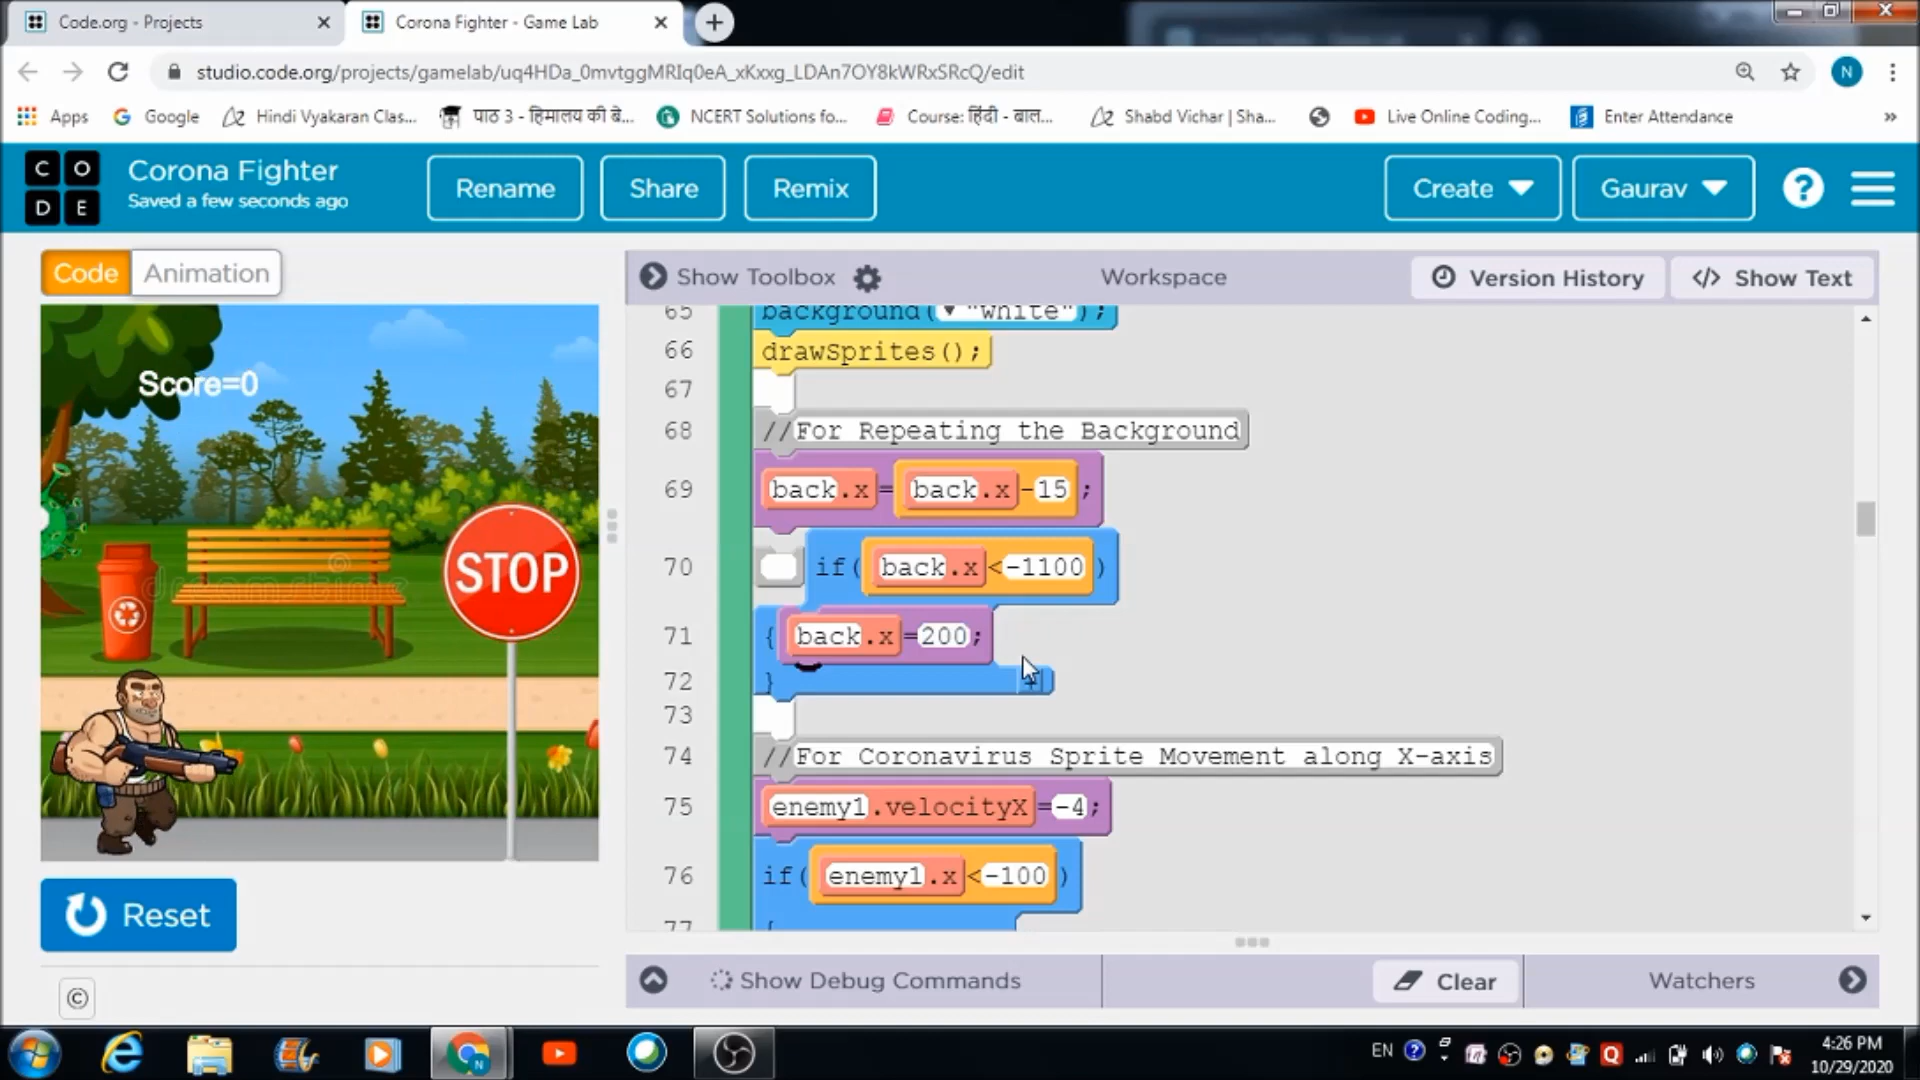 Code.org - Projects
Corona Fighter - Game Lab
studio.code.org/projects/gamelab/uq4HDa_0mvtggMRIq0eA_xKxxg_LDAn7OY8kWRxSRcQ/edit
N
Apps
Google
Hindi Vyakaran Clas...
पाठ 3 - हिमालय की बे...
NCERT Solutions fo...
Course: हिंदी - बाल...
Shabd Vichar | Sha...
Live Online Coding...
Enter Attendance
»
C O
D E
Corona Fighter
Saved a few seconds ago
Rename
Share
Remix
Create
Gaurav
?
Code
Animation
Show Toolbox
Workspace
Version History
</> Show Text
Score=0
STOP
dreamstime
65 background("white");
66 drawSprites();
67
68 //For Repeating the Background
69 back.x=back.x-15;
70 if(back.x<-1100)
71 {back.x=200;
72 }
73
74 //For Coronavirus Sprite Movement along X-axis
75 enemy1.velocityX=-4;
76 if(enemy1.x<-100)
77 {
Reset
©
Show Debug Commands
Clear
Watchers
EN
4:26 PM
10/29/2020